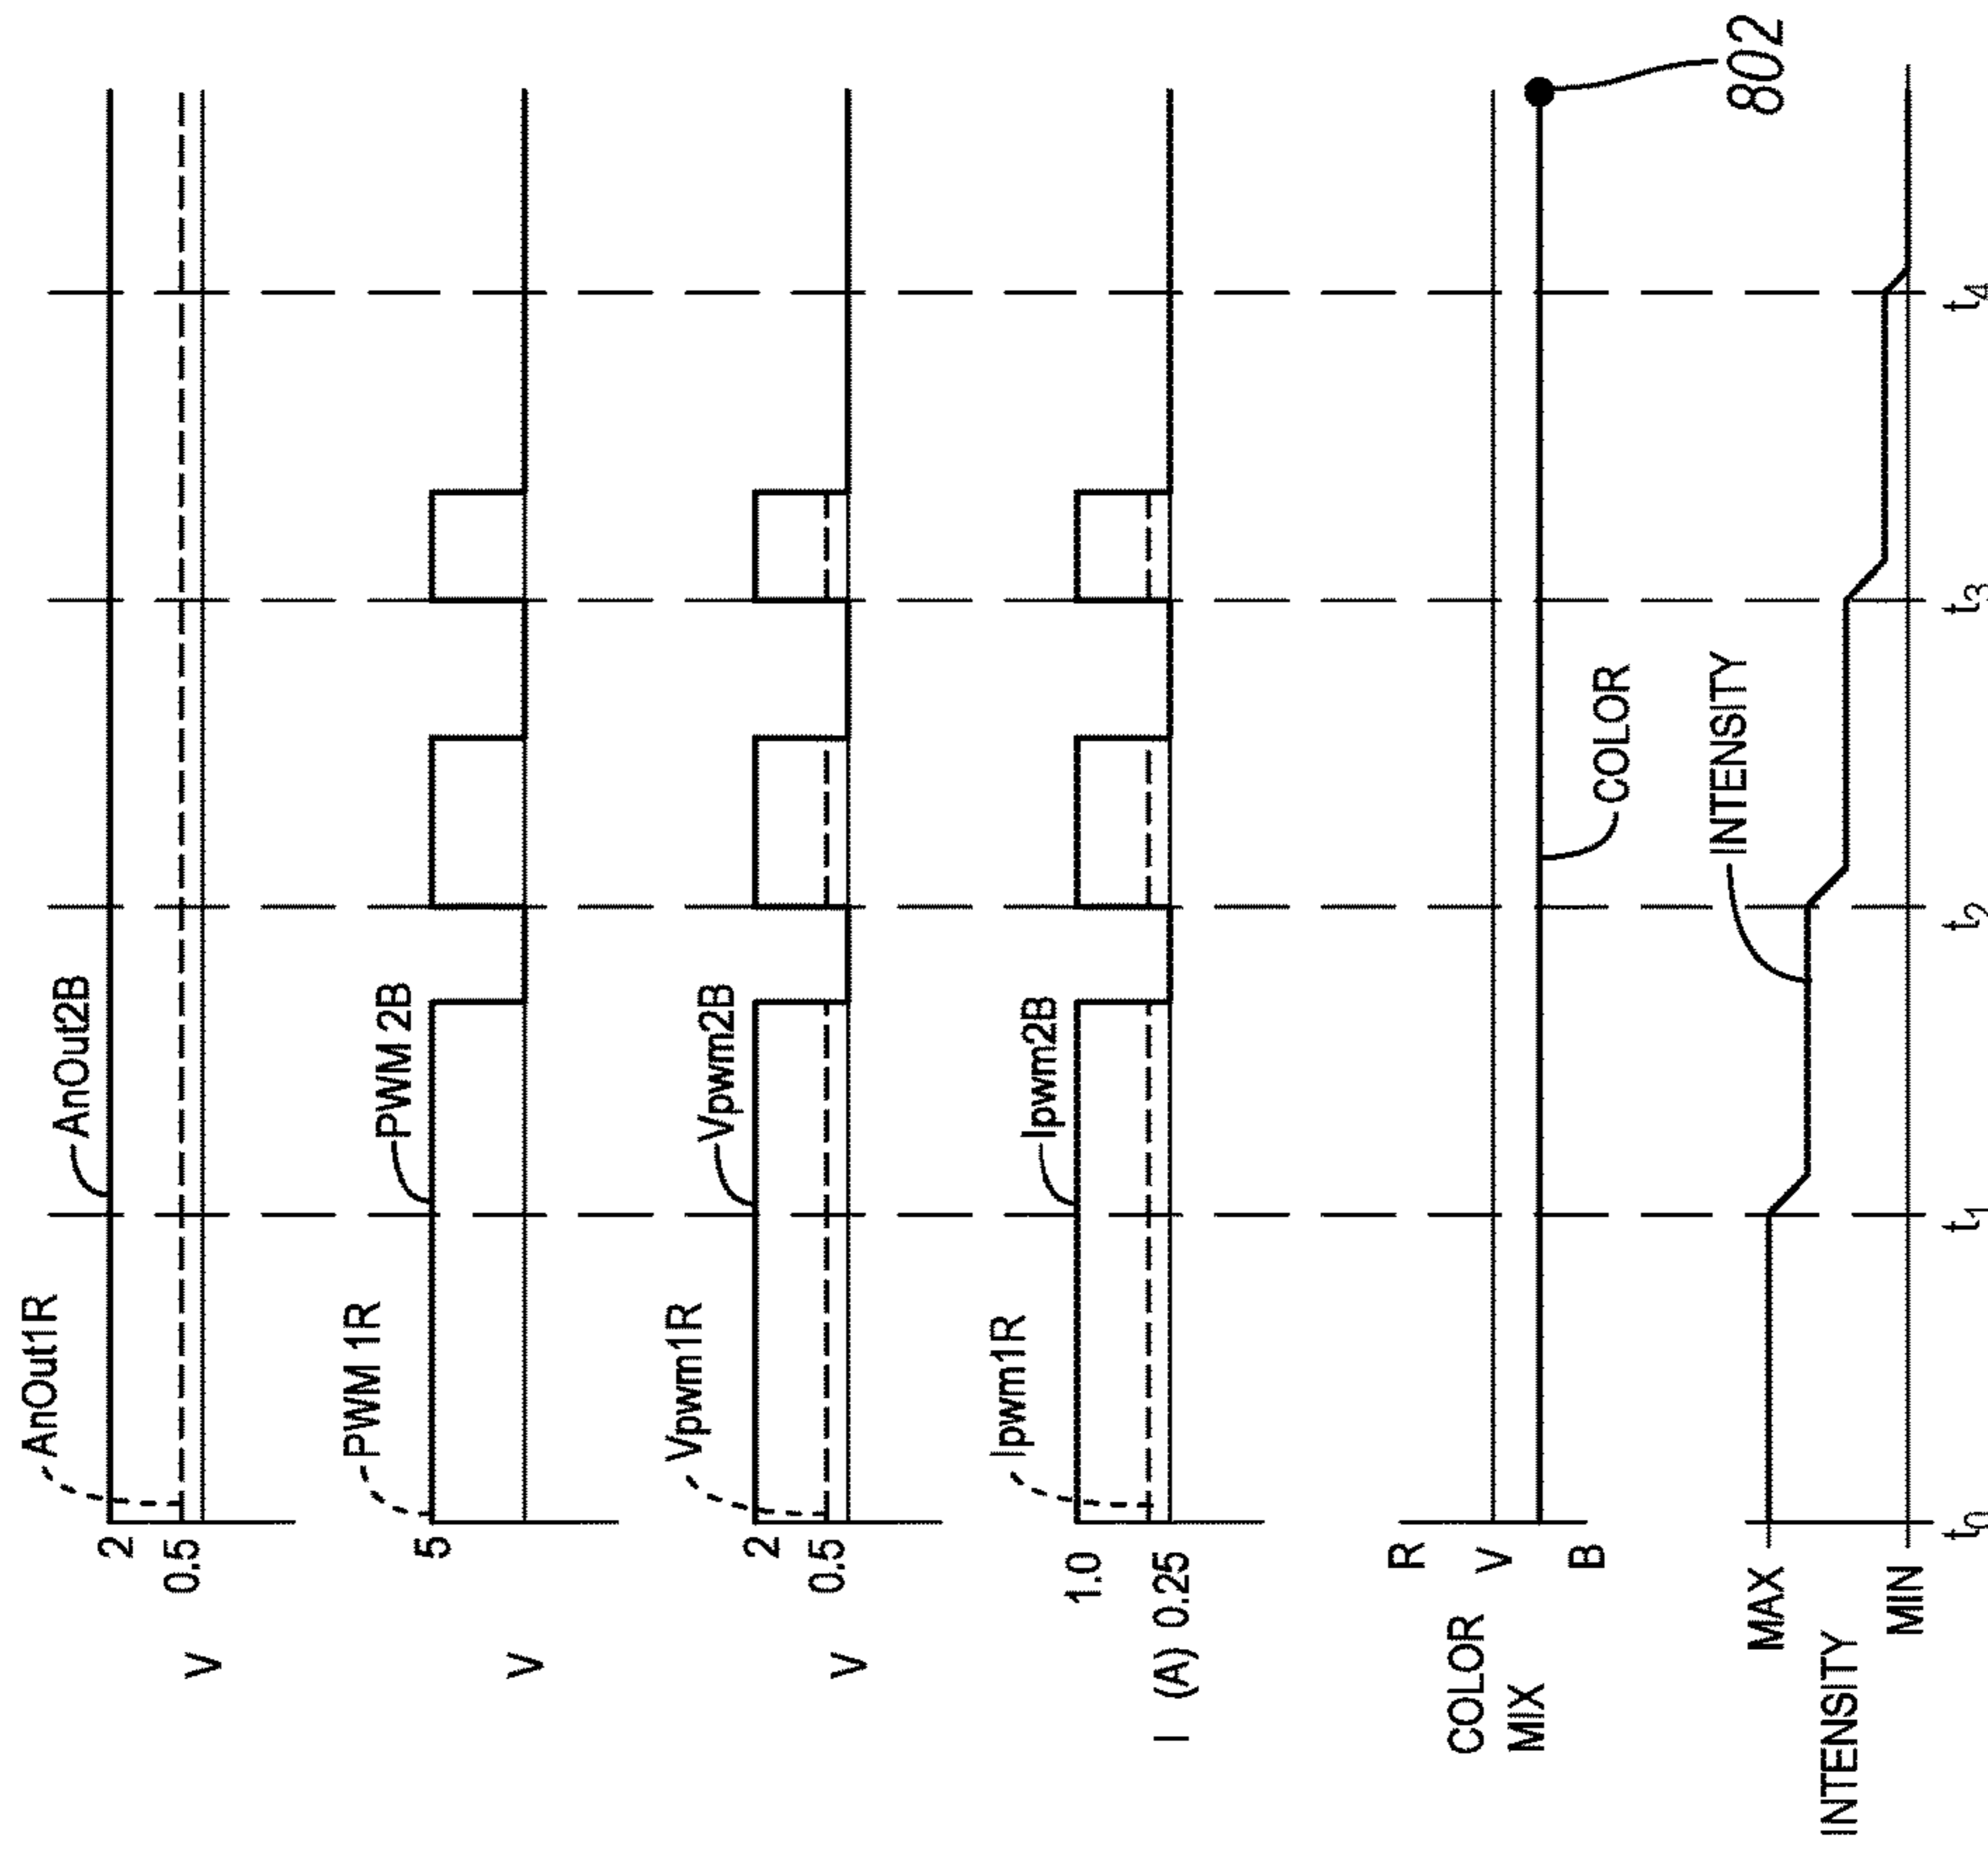 AnOut1R
AnOut2B
2
0.5
V
PWM 1R
PWM 2B
5
V
Vpwm1R
Vpwm2B
2
0.5
V
Ipwm1R
Ipwm2B
1.0
I (A) 0.25
R
V
B
COLOR
MIX
COLOR
802
MAX
INTENSITY
MIN
INTENSITY
t0 t1 t2 t3 t4